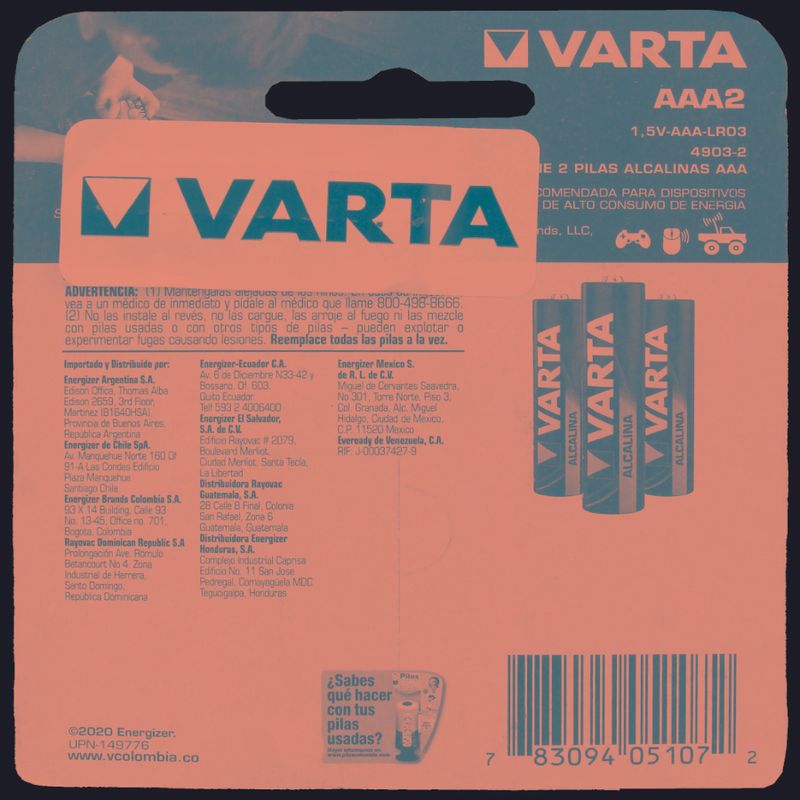 VARTA
AAA2
1,5V-AAA-LR03
4903-2
E 2 PILAS ALCALINAS AAA
COMENDADA PARA DISPOSITIVOS
DE ALTO CONSUMO DE ENERGIA
nds, LLC.
VARTA
ADVERTENCIA: (1) Manténgalas alejadas de los niños. En caso de
vea a un médico de inmediato y pídale al médico que llame 800-498-8666.
(2) No las instale al revés, no las cargue, las arroje al fuego ni las mezcle
con pilas usadas o con otros tipos de pilas – pueden explotar o
experimentar fugas causando lesiones. Reemplace todas las pilas a la vez.
Importado y Distribuido por:
Energizer Argentina S.A.
Edison Office, Thomas Alba
Edison 2659, 3rd Floor,
Martinez (B1640HSA),
Provincia de Buenos Aires,
República Argentina
Energizer de Chile SpA.
Av. Manquehue Norte 160 Of
91-A Las Condes Edificio
Plaza Manquehue
Santiago Chile
Energizer Brands Colombia S.A.
93 X 14 Building, Calle 93
No. 13-45, Office no. 701,
Bogota, Colombia
Rayovac Dominican Republic S.A
Prolongación Ave. Rómulo
Betancourt No 4, Zona
Industrial de Herrera,
Santo Domingo,
República Dominicana
Energizer-Ecuador C.A.
Av. 6 de Diciembre N33-42 y
Bossano, Of. 603.
Quito Ecuador.
Telf 593 2 4006400
Energizer El Salvador,
S.A. de C.V.
Edificio Rayovac # 2079,
Boulevard Merliot,
Ciudad Merliot, Santa Tecla,
La Libertad
Distribuidora Rayovac
Guatemala, S.A.
28 Calle B Final, Colonia
San Rafael, Zona 6
Guatemala, Guatemala
Distribuidora Energizer
Honduras, S.A.
Complejo Industrial Caprisa
Edificio No. 11 San Jose
Pedregal, Comayagüela MDC
Tegucigalpa, Honduras
Energizer Mexico S.
de R. L. de C.V.
Miguel de Cervantes Saavedra,
No 301, Torre Norte, Piso 3,
Col. Granada, Alc. Miguel
Hidalgo, Ciudad de Mexico,
C.P. 11520 Mexico
Eveready de Venezuela, C.A.
RIF: J-00037427-9
VARTA
ALCALINA
VARTA
ALCALINA
VARTA
ALCALINA
¿Sabes
qué hacer
con tus
pilas
usadas?
Pilas
©2020 Energizer.
UPN-149776
www.vcolombia.co
7 83094 05107 2